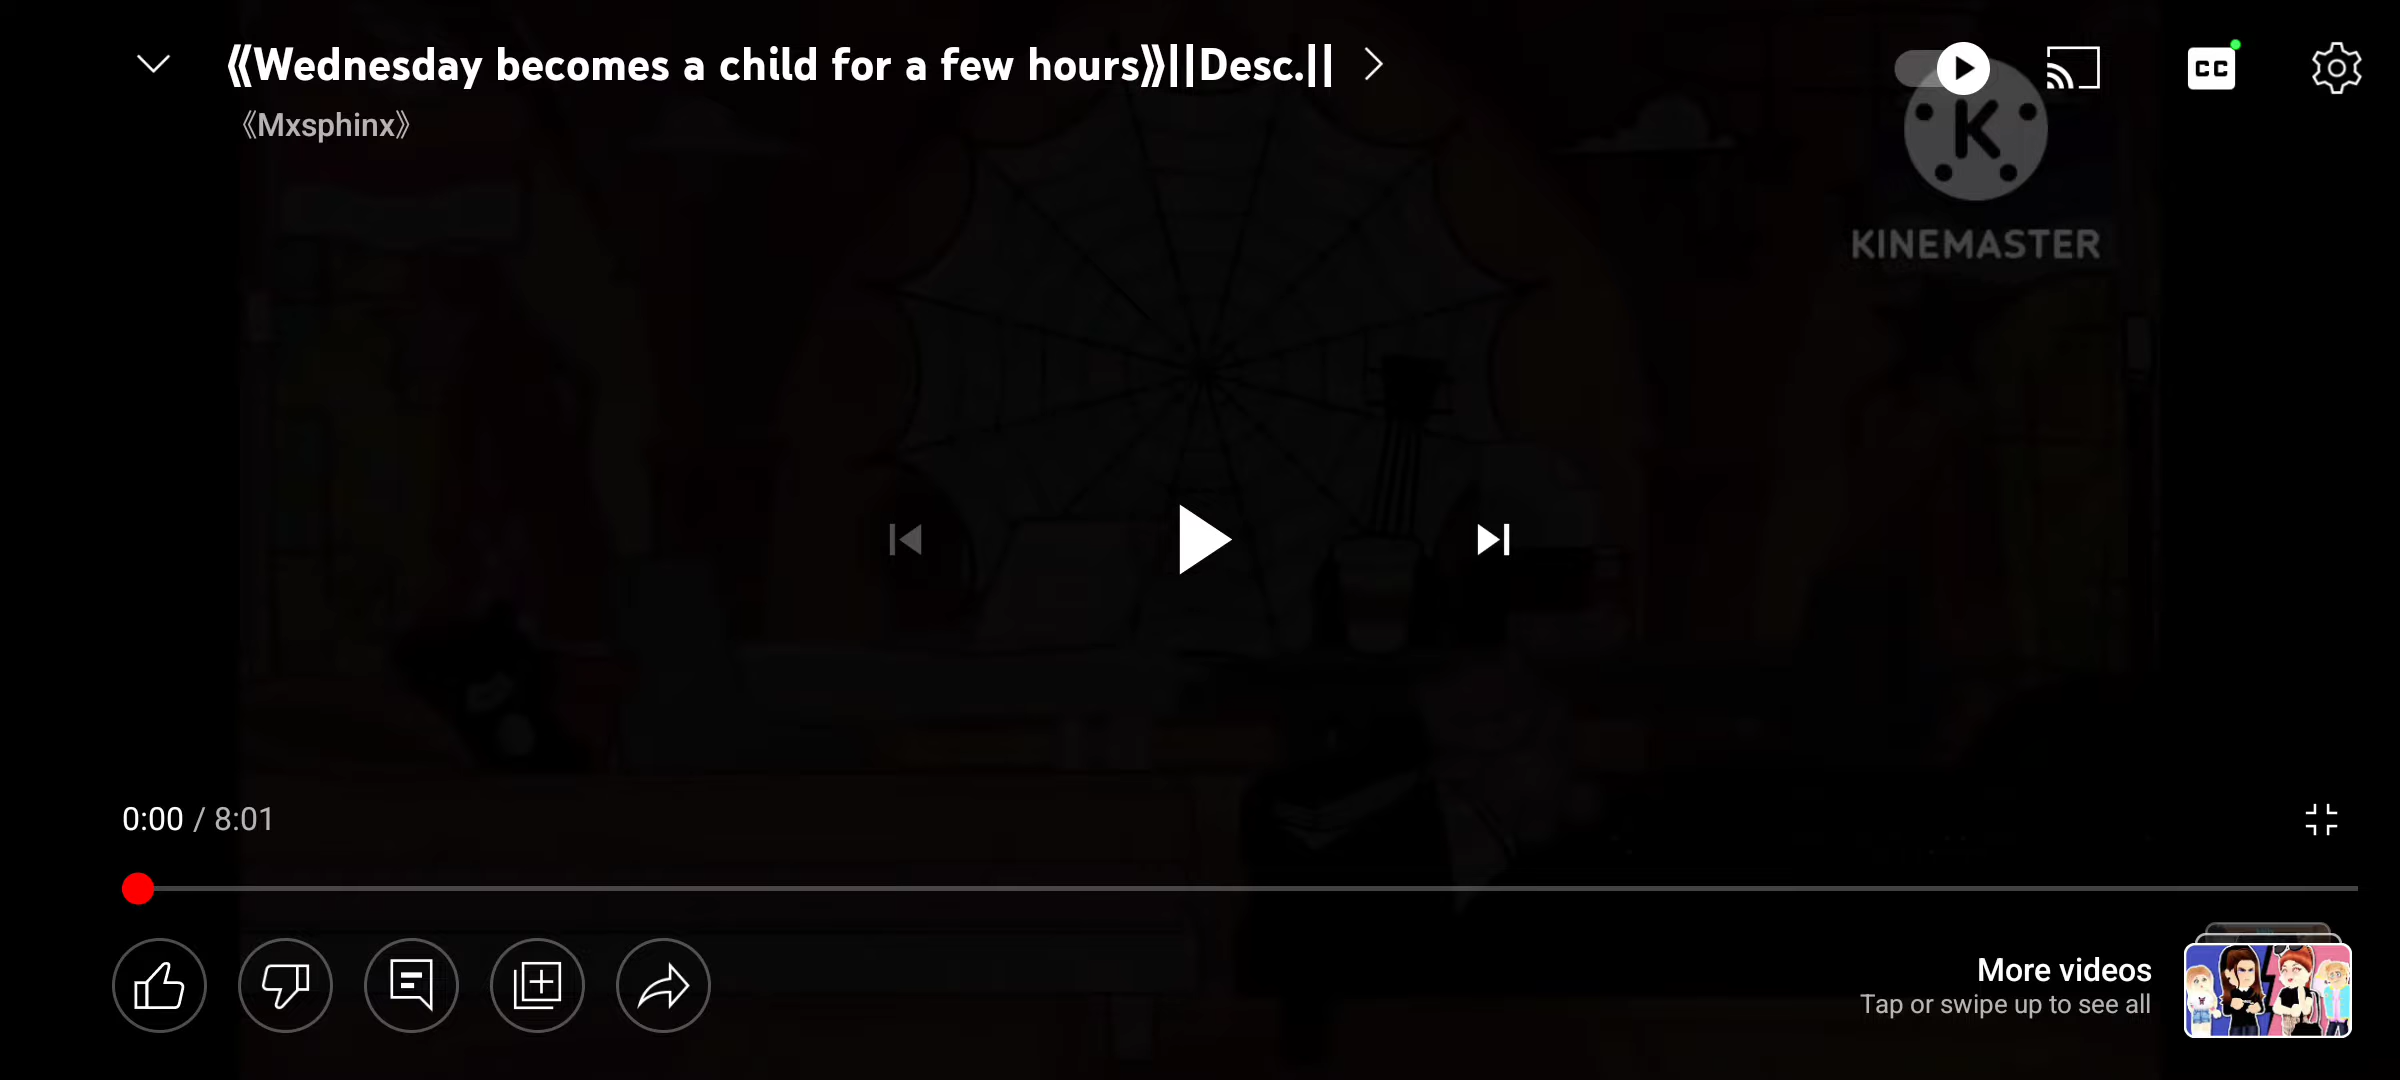 ⟪Wednesday becomes a child for a few hours⟫||Desc.||
《Mxsphinx》
CC
K
KINEMASTER
0:00 / 8:01
More videos
Tap or swipe up to see all